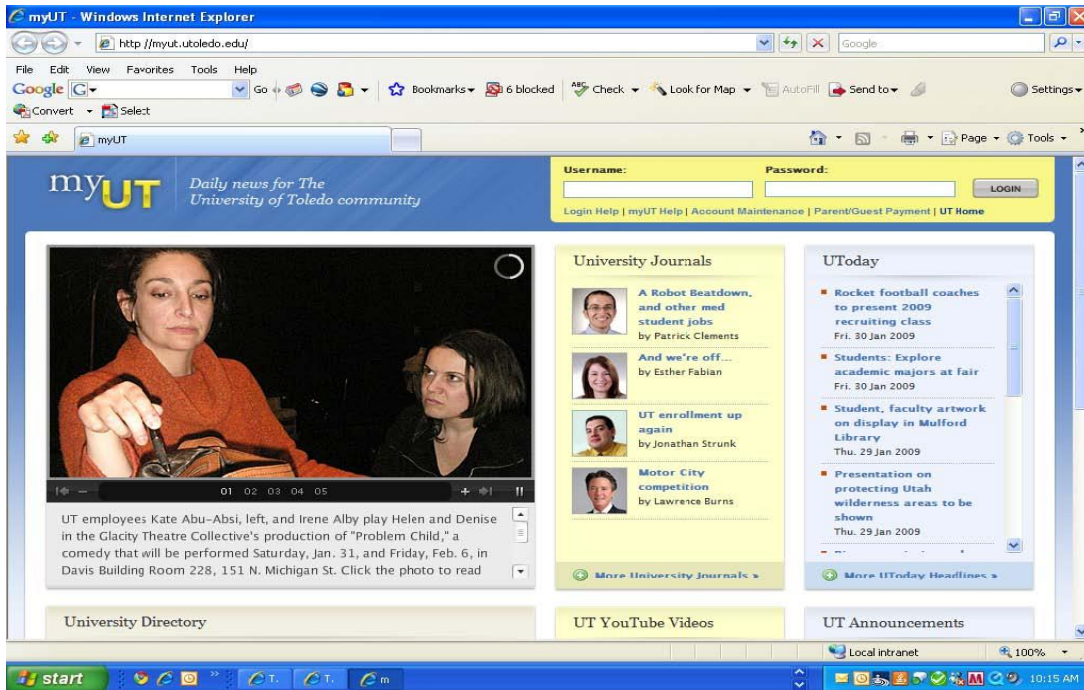 myUT - Windows Internet Explorer
http://myut.utoledo.edu/
Google
File Edit View Favorites Tools Help
Google G Go Bookmarks 6 blocked ABC Check Look for Map AutoFill Send to Settings
Convert Select
myUT
Page Tools
myUT
Daily news for The
University of Toledo community
Username: Password:
LOGIN
Login Help | myUT Help | Account Maintenance | Parent/Guest Payment | UT Home
01 02 03 04 05
UT employees Kate Abu-Absi, left, and Irene Alby play Helen and Denise
in the Glacity Theatre Collective's production of "Problem Child," a
comedy that will be performed Saturday, Jan. 31, and Friday, Feb. 6, in
Davis Building Room 228, 151 N. Michigan St. Click the photo to read
University Journals
A Robot Beatdown,
and other med
student jobs
by Patrick Clements
And we're off...
by Esther Fabian
UT enrollment up
again
by Jonathan Strunk
Motor City
competition
by Lawrence Burns
More University Journals »
UToday
Rocket football coaches
to present 2009
recruiting class
Fri. 30 Jan 2009
Students: Explore
academic majors at fair
Fri. 30 Jan 2009
Student, faculty artwork
on display in Mulford
Library
Thu. 29 Jan 2009
Presentation on
protecting Utah
wilderness areas to be
shown
Thu. 29 Jan 2009
More UToday Headlines »
University Directory
UT YouTube Videos
UT Announcements
Local intranet 100%
start T. T. m 10:15 AM